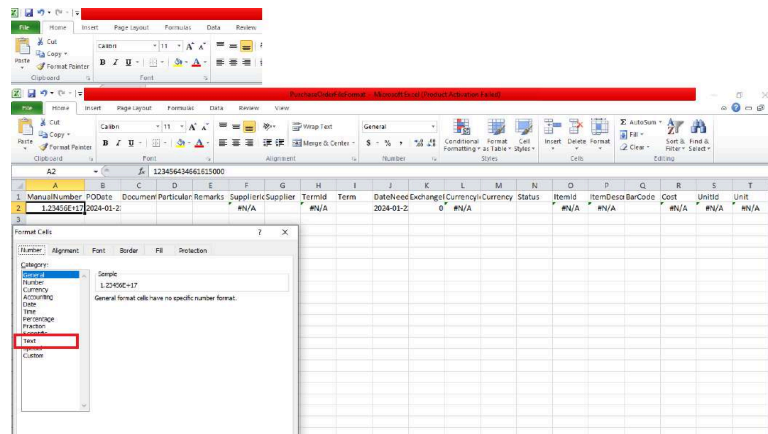 File Home Insert Page Layout Formulas Data Review
Cut
Copy
Format Painter
Paste
Calibri 11
B I U
Clipboard Font
PurchaseOrderFileFormat - Microsoft Excel (Product Activation Failed)
File Home Insert Page Layout Formulas Data Review View
Cut
Copy
Format Painter
Paste
Calibri 11
B I U
Wrap Text
Merge & Center
General
$ % ,
Conditional Formatting
Format as Table
Cell Styles
Insert Delete Format
Σ AutoSum
Fill
Clear
Sort & Filter
Find & Select
Clipboard Font Alignment Number Styles Cells Editing
A2 fx 123456434661615000
A B C D E F G H I J K L M N O P Q R S T
1 ManualNumber PODate Documen Particular Remarks SupplierIc Supplier TermId Term DateNeed Exchangel Currencyl Currency Status ItemId ItemDescr BarCode Cost UnitId Unit
2 1.23456E+17 2024-01-2 #N/A #N/A 2024-01-2 0 #N/A #N/A #N/A #N/A #N/A #N/A
3
Format Cells ? X
Number Alignment Font Border Fill Protection
Category:
General
Number
Currency
Accounting
Date
Time
Percentage
Fraction
Scientific
Text
Custom
Sample
1.23456E+17
General format cells have no specific number format.